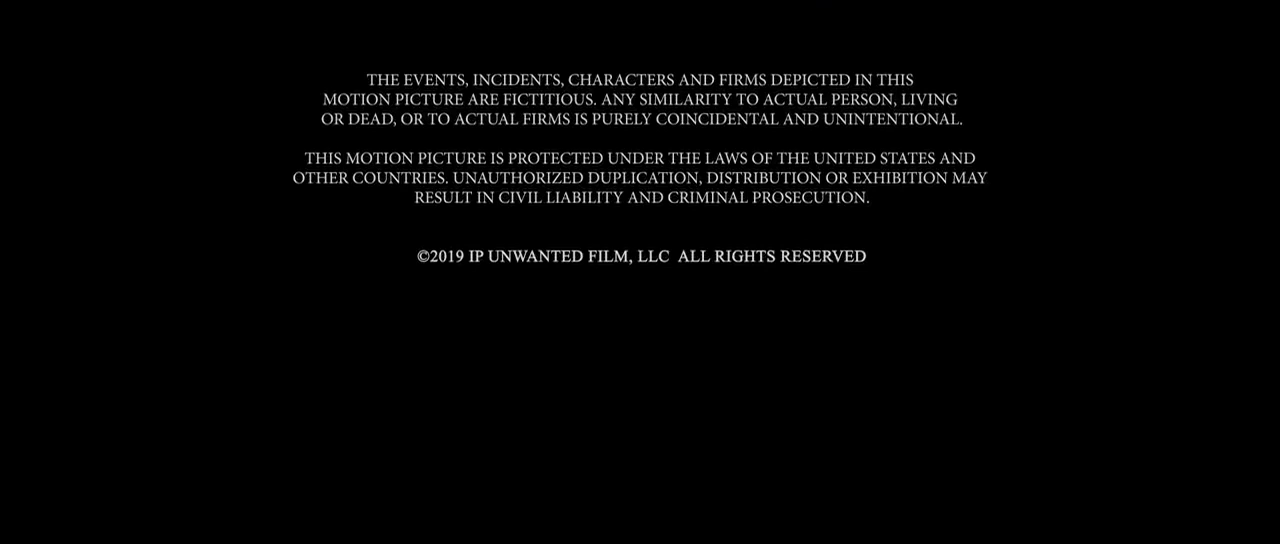 THE EVENTS, INCIDENTS, CHARACTERS AND FIRMS DEPICTED IN THIS
MOTION PICTURE ARE FICTITIOUS. ANY SIMILARITY TO ACTUAL PERSON, LIVING
OR DEAD, OR TO ACTUAL FIRMS IS PURELY COINCIDENTAL AND UNINTENTIONAL.
THIS MOTION PICTURE IS PROTECTED UNDER THE LAWS OF THE UNITED STATES AND
OTHER COUNTRIES. UNAUTHORIZED DUPLICATION, DISTRIBUTION OR EXHIBITION MAY
RESULT IN CIVIL LIABILITY AND CRIMINAL PROSECUTION.
©2019 IP UNWANTED FILM, LLC  ALL RIGHTS RESERVED